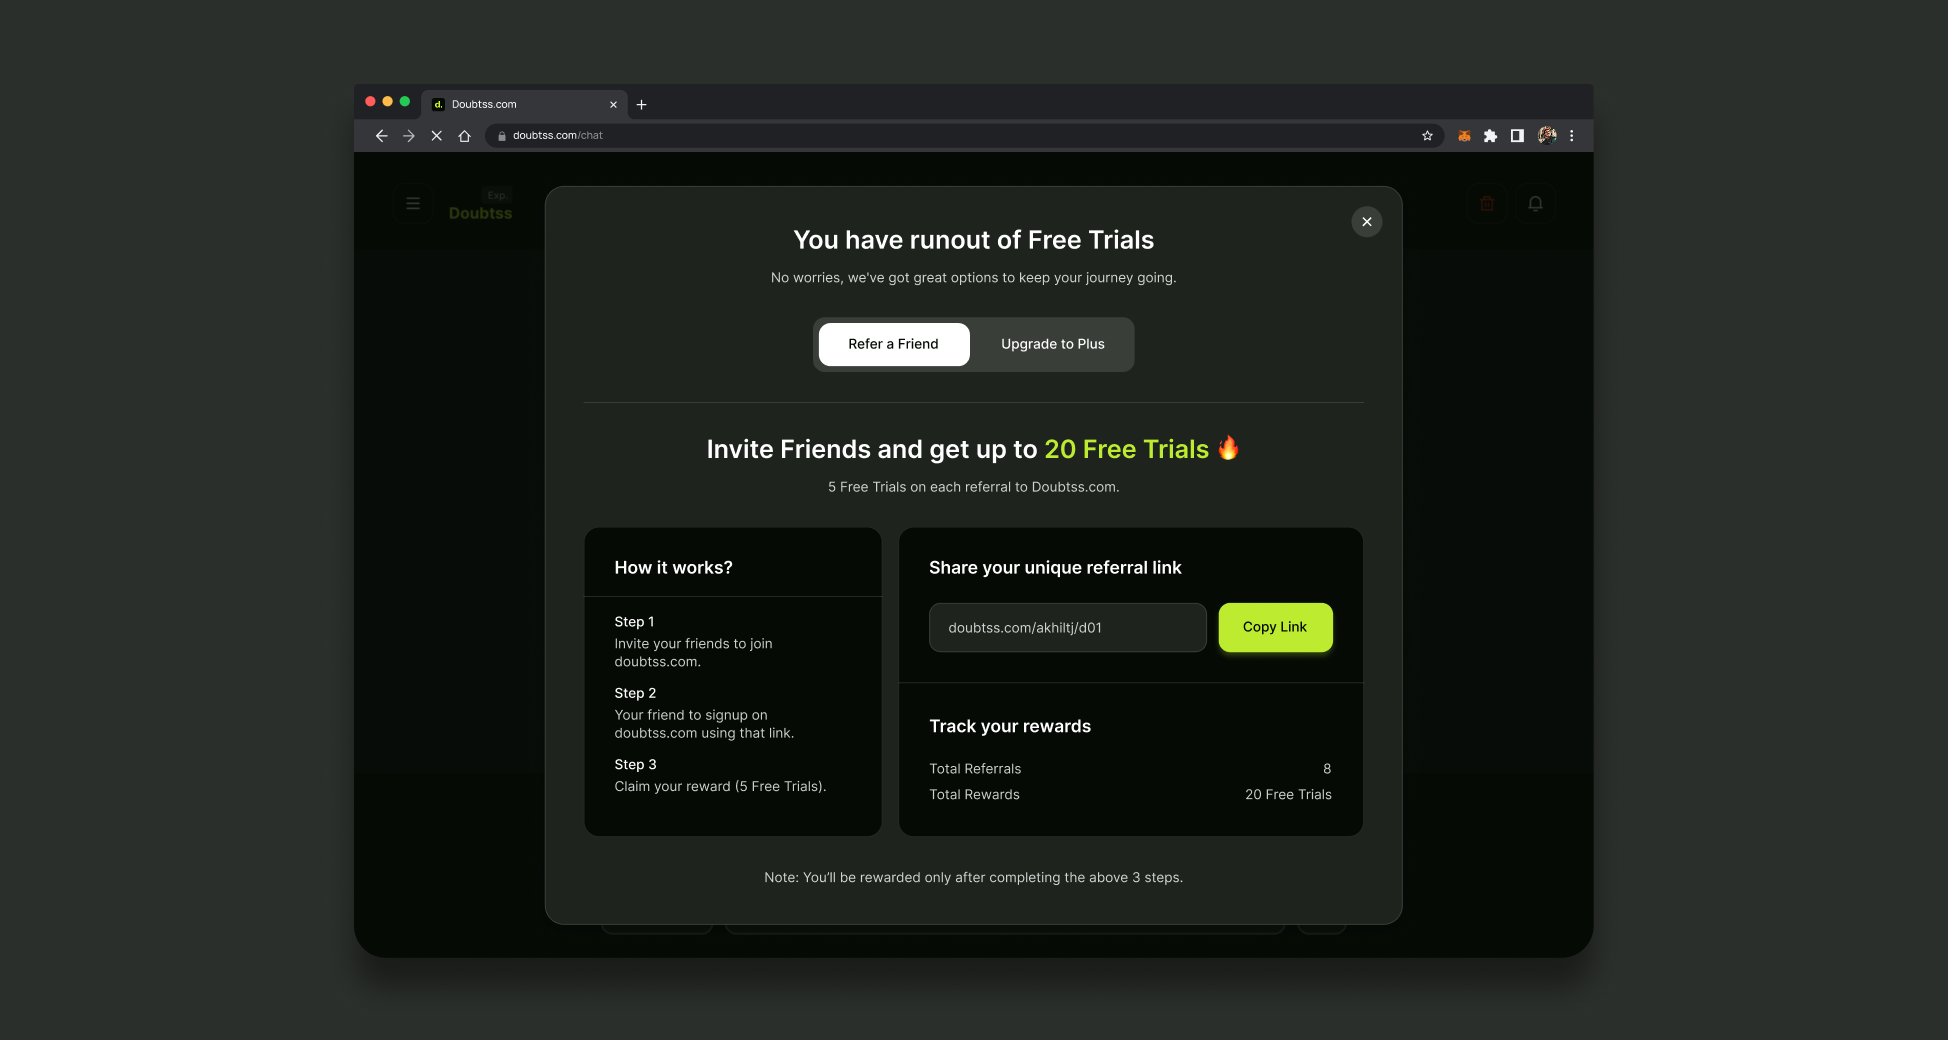 d. Doubtss.com
doubtss.com/chat
Exp.
Doubtss
You have runout of Free Trials
No worries, we've got great options to keep your journey going.
Refer a Friend
Upgrade to Plus
Invite Friends and get up to 20 Free Trials 🔥
5 Free Trials on each referral to Doubtss.com.
How it works?
Step 1
Invite your friends to join
doubtss.com.
Step 2
Your friend to signup on
doubtss.com using that link.
Step 3
Claim your reward (5 Free Trials).
Share your unique referral link
doubtss.com/akhiltj/d01
Copy Link
Track your rewards
Total Referrals 8
Total Rewards 20 Free Trials
Note: You’ll be rewarded only after completing the above 3 steps.